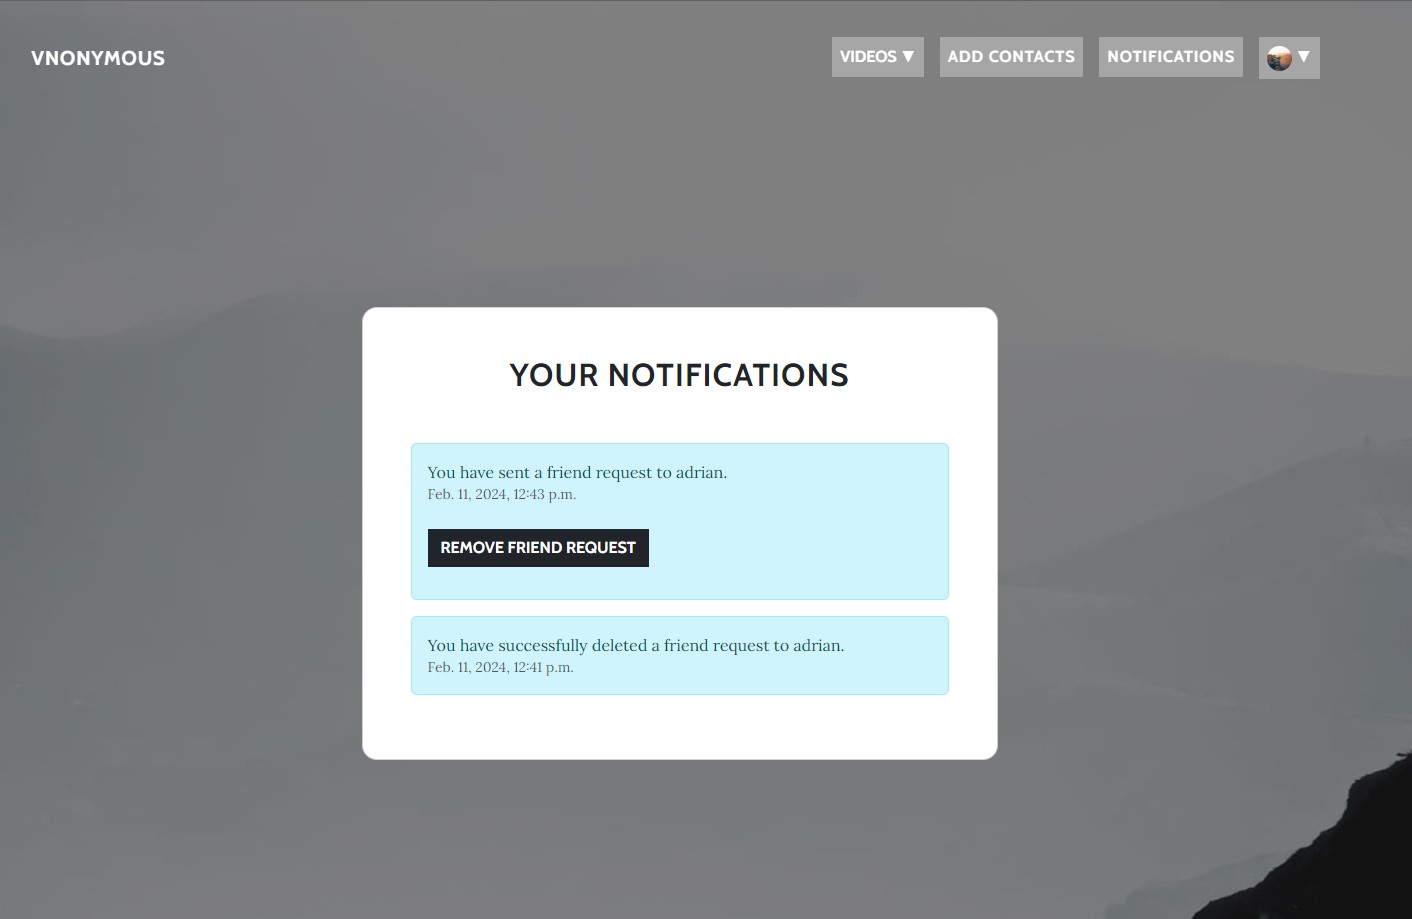 VNONYMOUS
VIDEOS ▼
ADD CONTACTS
NOTIFICATIONS
▼
YOUR NOTIFICATIONS
You have sent a friend request to adrian.
Feb. 11, 2024, 12:43 p.m.
REMOVE FRIEND REQUEST
You have successfully deleted a friend request to adrian.
Feb. 11, 2024, 12:41 p.m.